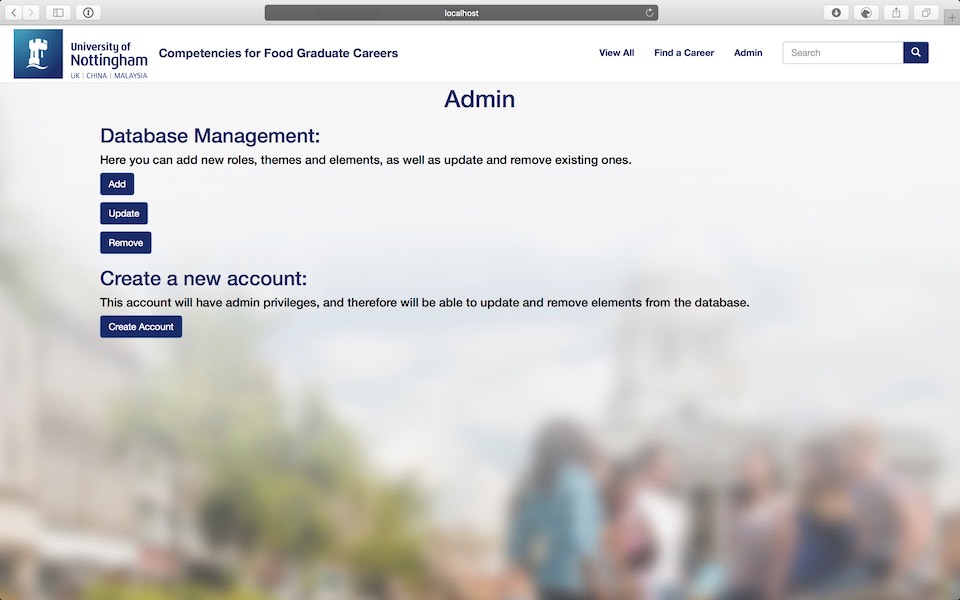 localhost
University of
Nottingham
UK | CHINA | MALAYSIA
Competencies for Food Graduate Careers
View All
Find a Career
Admin
Search
Admin
Database Management:
Here you can add new roles, themes and elements, as well as update and remove existing ones.
Add
Update
Remove
Create a new account:
This account will have admin privileges, and therefore will be able to update and remove elements from the database.
Create Account